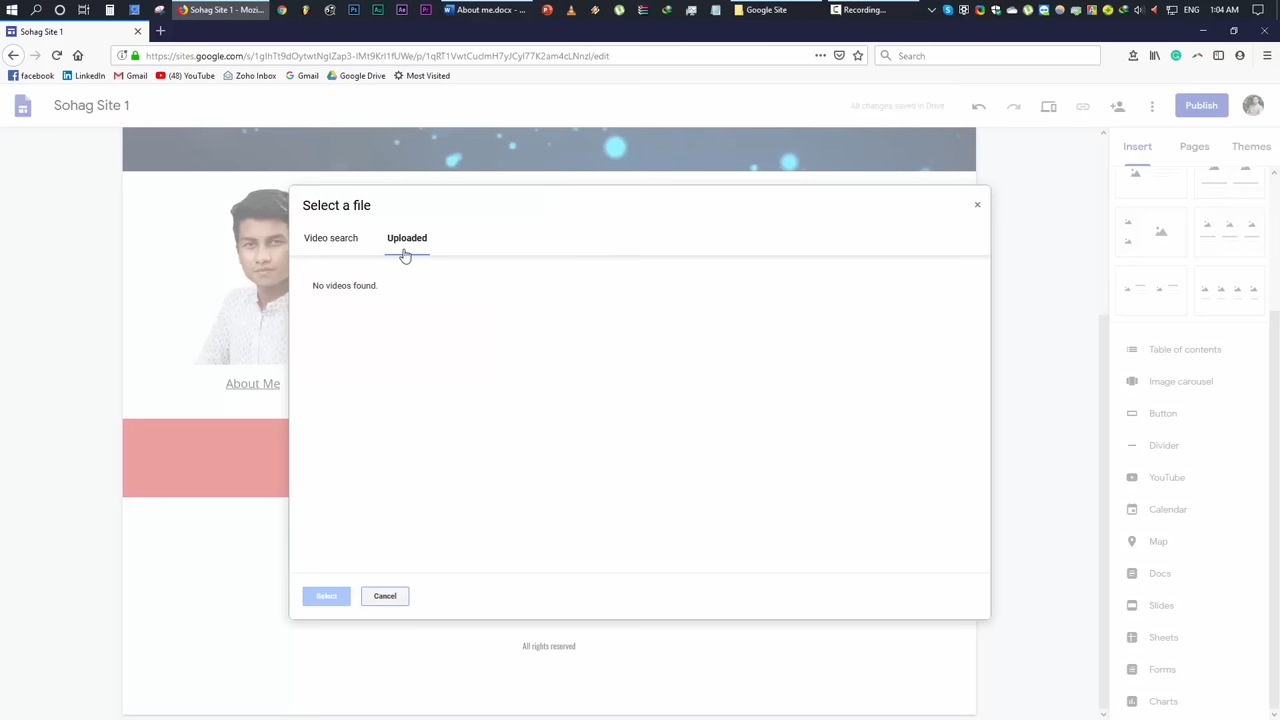 Sohag Site 1 - Mozi...
About me.docx - ...
Google Site
Recording...
1:04 AM
Sohag Site 1
https://sites.google.com/s/1gIhTt9dOytwtNgIZap3-IMt9KrI1fUWe/p/1qRT1VwtCudmH7yJCyI77K2am4cLNnzI/edit
Search
facebook
LinkedIn
Gmail
(48) YouTube
Zoho Inbox
Gmail
Google Drive
Most Visited
Sohag Site 1
All changes saved in Drive
Publish
Insert
Pages
Themes
Select a file
Video search
Uploaded
No videos found.
About Me
Select
Cancel
All rights reserved
Table of contents
Image carousel
Button
Divider
YouTube
Calendar
Map
Docs
Slides
Sheets
Forms
Charts